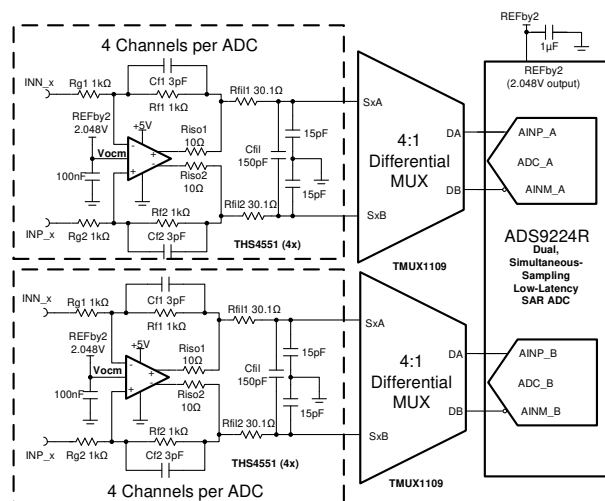 4 Channels per ADC
INN_x
Rg1 1kΩ
Cf1 3pF
Rf1 1kΩ
REFby2
2.048V
+5V
Vocm
100nF
Riso1
10Ω
Riso2
10Ω
Rfil1 30.1Ω
Cfil
150pF
15pF
15pF
Rfil2 30.1Ω
INP_x
Rg2 1kΩ
Rf2 1kΩ
Cf2 3pF
THS4551 (4x)
SxA
SxB
4:1
Differential
MUX
DA
DB
TMUX1109
REFby2
1µF
REFby2
(2.048V output)
AINP_A
ADC_A
AINM_A
ADS9224R
Dual,
Simultaneous-
Sampling
Low-Latency
SAR ADC
INN_x
Rg1 1kΩ
Cf1 3pF
Rf1 1kΩ
REFby2
2.048V
+5V
Vocm
100nF
Riso1
10Ω
Riso2
10Ω
Rfil1 30.1Ω
Cfil
150pF
15pF
15pF
Rfil2 30.1Ω
INP_x
Rg2 1kΩ
Rf2 1kΩ
Cf2 3pF
THS4551 (4x)
4 Channels per ADC
SxA
SxB
4:1
Differential
MUX
DA
DB
TMUX1109
AINP_B
ADC_B
AINM_B